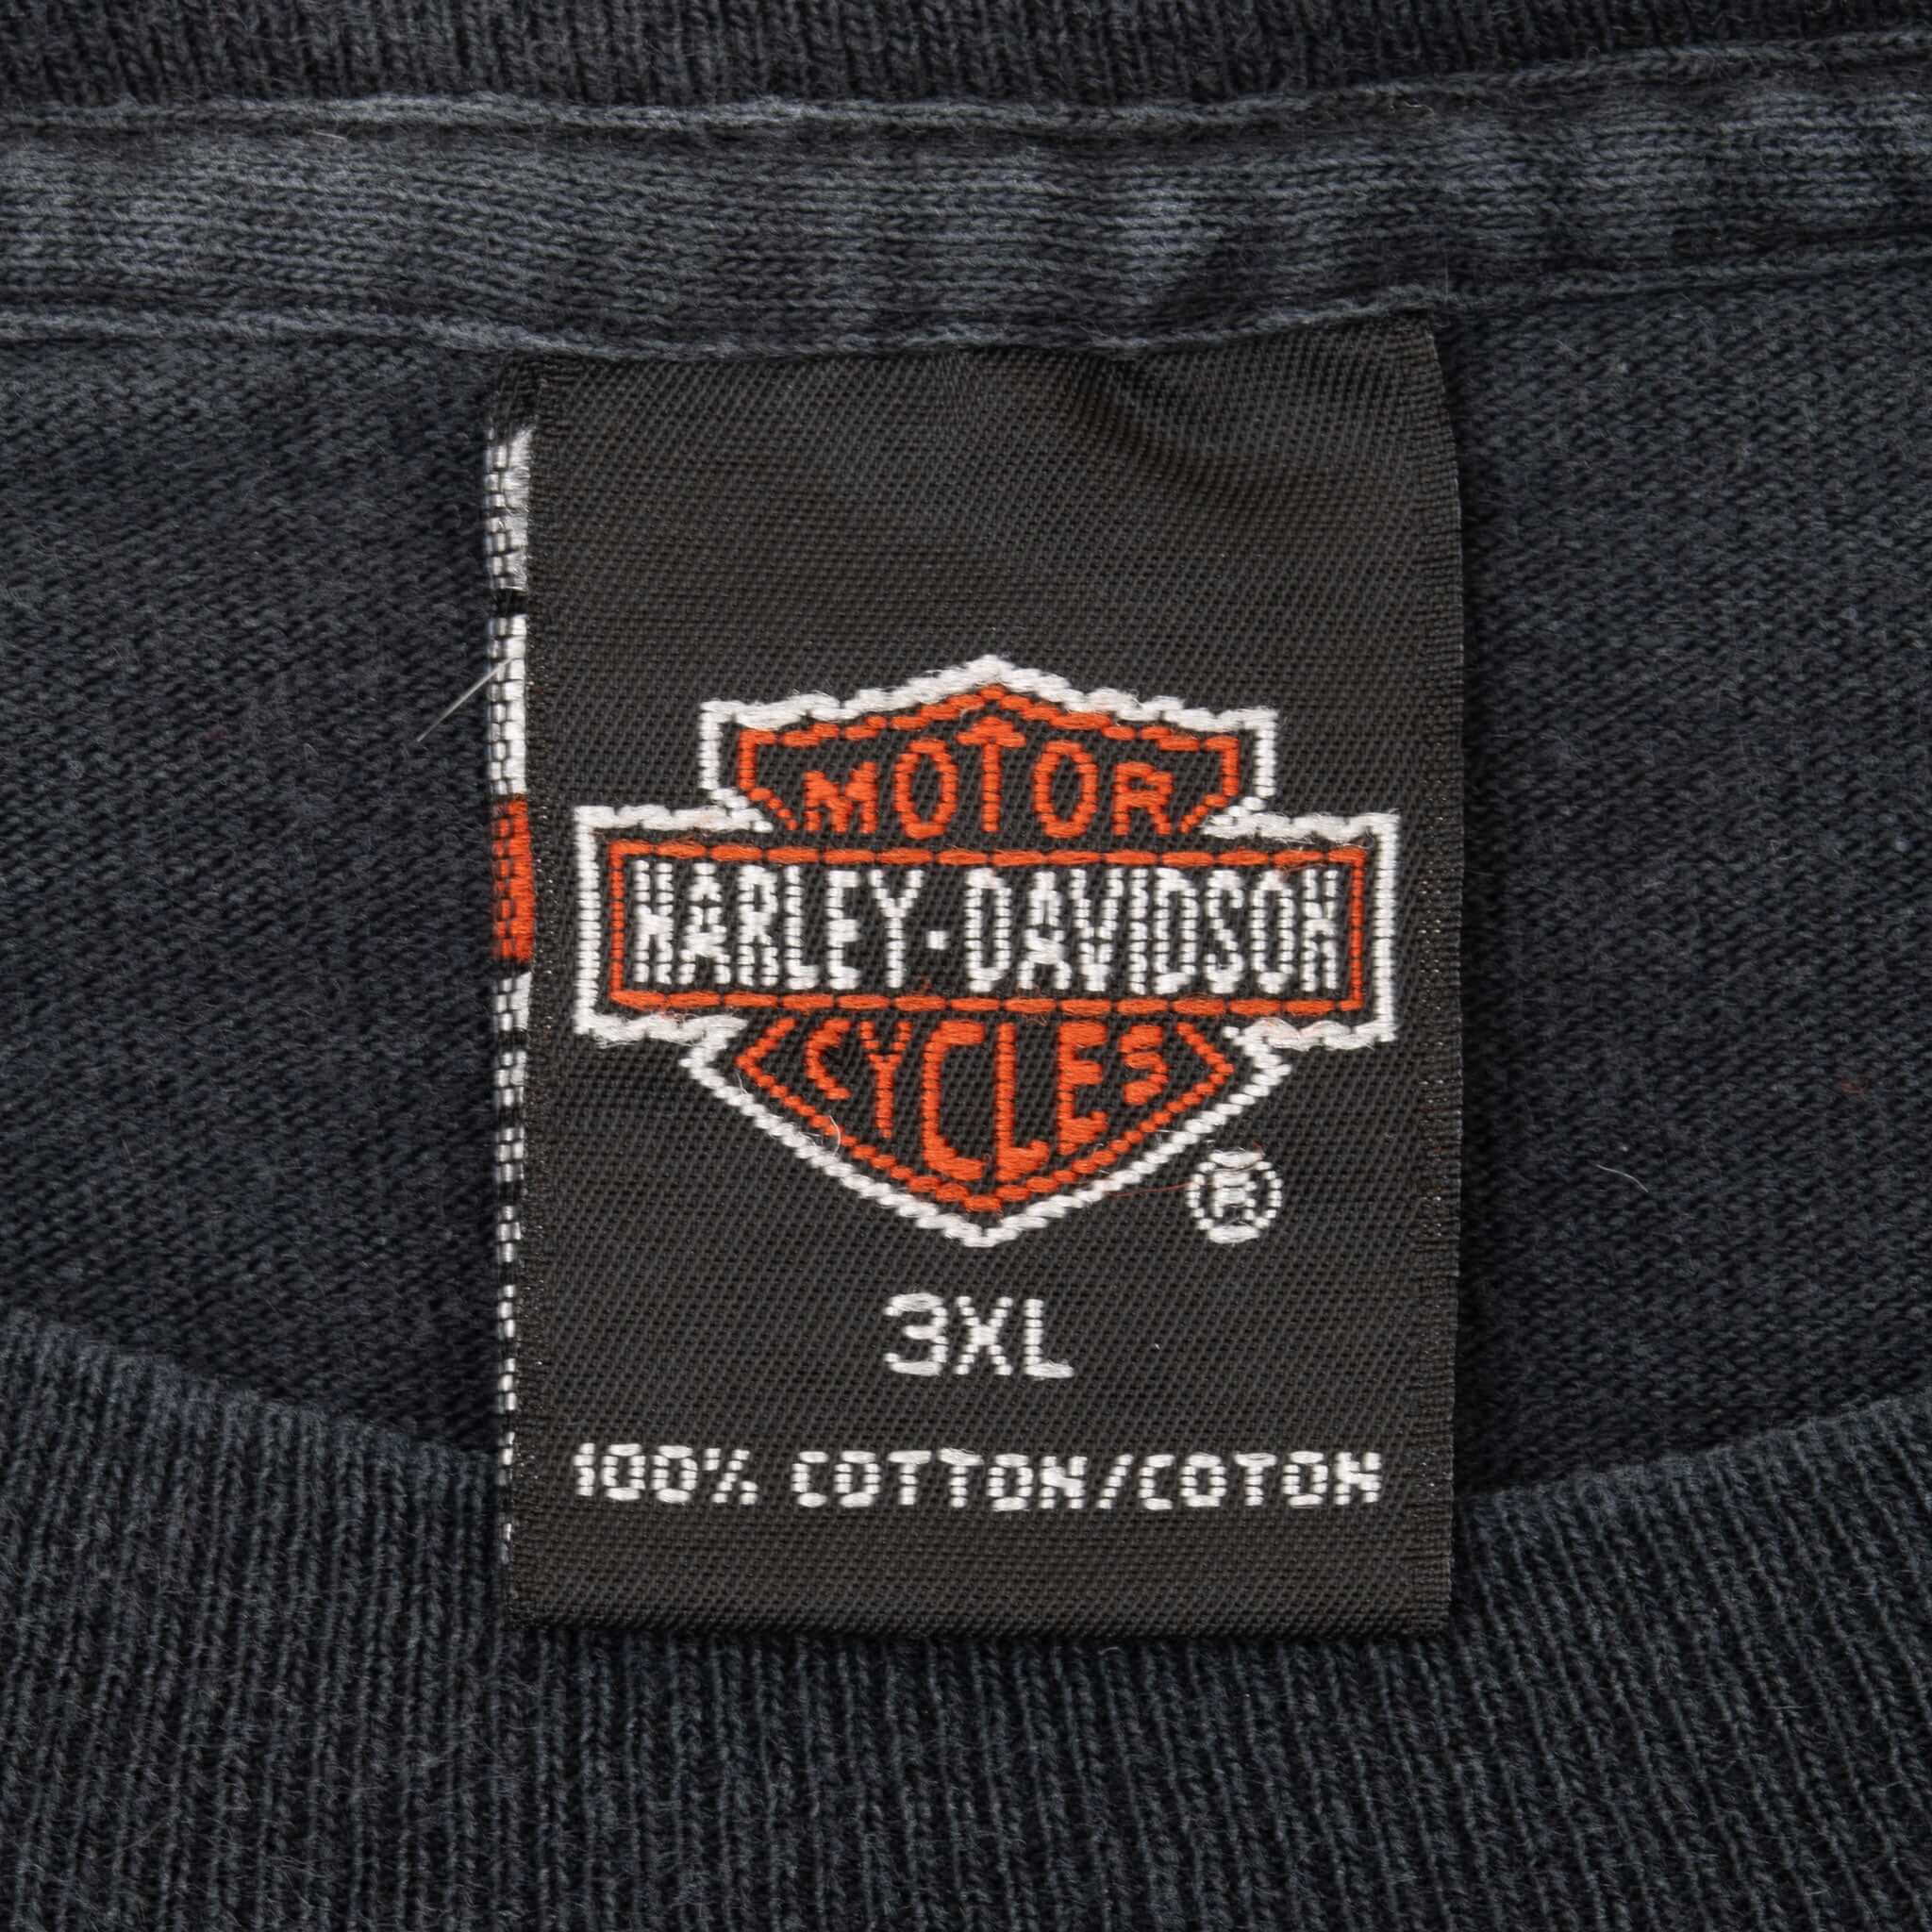 MOTOR
HARLEY-DAVIDSON
CYCLES
®
3XL
100% COTTON/COTON